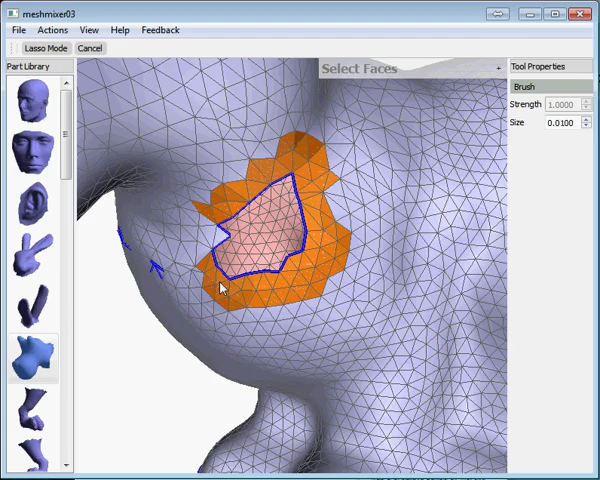 meshmixer03
File Actions View Help Feedback
Lasso Mode Cancel
Part Library
Select Faces
Tool Properties
Brush
Strength 1.0000
Size 0.0100